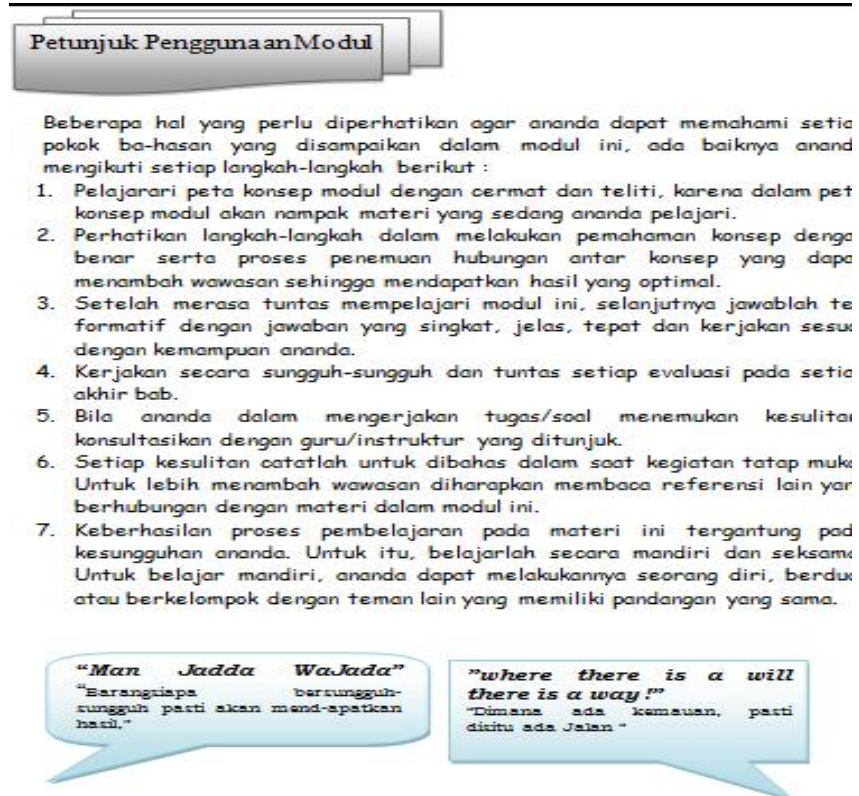 Petunjuk Penggunaan Modul
Beberapa hal yang perlu diperhatikan agar ananda dapat memahami setia
pokok ba-hasan yang disampaikan dalam modul ini, ada baiknya anand
mengikuti setiap langkah-langkah berikut :
1. Pelajarari peta konsep modul dengan cermat dan teliti, karena dalam pet
konsep modul akan nampak materi yang sedang ananda pelajari.
2. Perhatikan langkah-langkah dalam melakukan pemahaman konsep denga
benar serta proses penemuan hubungan antar konsep yang dapa
menambah wawasan sehingga mendapatkan hasil yang optimal.
3. Setelah merasa tuntas mempelajari modul ini, selanjutnya jawablah te
formatif dengan jawaban yang singkat, jelas, tepat dan kerjakan sesua
dengan kemampuan ananda.
4. Kerjakan secara sungguh-sungguh dan tuntas setiap evaluasi pada setia
akhir bab.
5. Bila ananda dalam mengerjakan tugas/soal menemukan kesulitan
konsultasikan dengan guru/instruktur yang ditunjuk.
6. Setiap kesulitan catatlah untuk dibahas dalam saat kegiatan tatap muka
Untuk lebih menambah wawasan diharapkan membaca referensi lain yan
berhubungan dengan materi dalam modul ini.
7. Keberhasilan proses pembelajaran pada materi ini tergantung pad
kesungguhan ananda. Untuk itu, belajarlah secara mandiri dan seksama
Untuk belajar mandiri, ananda dapat melakukannya seorang diri, berdua
atau berkelompok dengan teman lain yang memiliki pandangan yang sama.
“Man Jadda WaJada”
“Barangsiapa bersungguh-
sungguh pasti akan mend-apatkan
hasil,”
”where there is a will
there is a way !”
“Dimana ada kemauan, pasti
disitu ada Jalan “